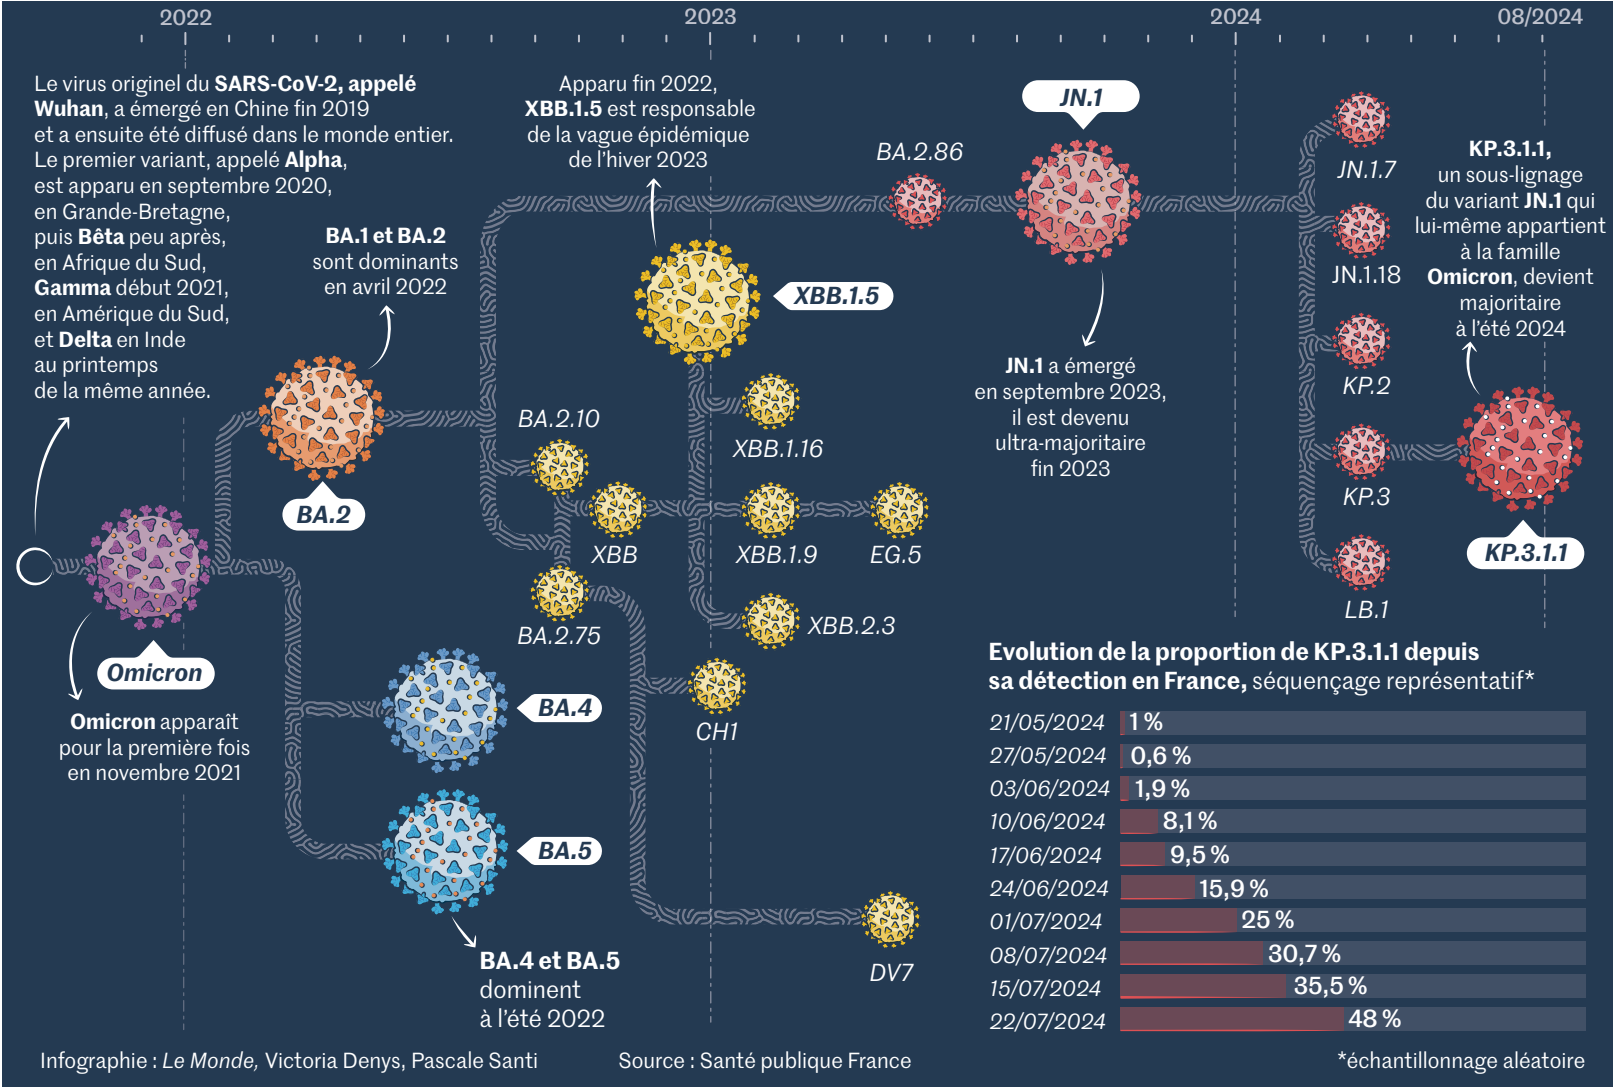 2022
2023
2024
08/2024
Le virus originel du SARS-CoV-2, appelé
Wuhan, a émergé en Chine fin 2019
et a ensuite été diffusé dans le monde entier.
Le premier variant, appelé Alpha,
est apparu en septembre 2020,
en Grande-Bretagne,
puis Bêta peu après,
en Afrique du Sud,
Gamma début 2021,
en Amérique du Sud,
et Delta en Inde
au printemps
de la même année.
BA.1 et BA.2
sont dominants
en avril 2022
Apparu fin 2022,
XBB.1.5 est responsable
de la vague épidémique
de l'hiver 2023
BA.2.86
JN.1
JN.1.7
JN.1.18
KP.2
KP.3
LB.1
KP.3.1.1,
un sous-lignage
du variant JN.1 qui
lui-même appartient
à la famille
Omicron, devient
majoritaire
à l'été 2024
KP.3.1.1
XBB.1.5
JN.1 a émergé
en septembre 2023,
il est devenu
ultra-majoritaire
fin 2023
BA.2
BA.2.10
XBB.1.16
XBB
XBB.1.9
EG.5
BA.2.75
XBB.2.3
CH1
DV7
Omicron
Omicron apparaît
pour la première fois
en novembre 2021
BA.4
BA.5
BA.4 et BA.5
dominent
à l'été 2022
Evolution de la proportion de KP.3.1.1 depuis
sa détection en France, séquençage représentatif*
21/05/2024 1 %
27/05/2024 0,6 %
03/06/2024 1,9 %
10/06/2024 8,1 %
17/06/2024 9,5 %
24/06/2024 15,9 %
01/07/2024 25 %
08/07/2024 30,7 %
15/07/2024 35,5 %
22/07/2024 48 %
Infographie : Le Monde, Victoria Denys, Pascale Santi
Source : Santé publique France
*échantillonnage aléatoire